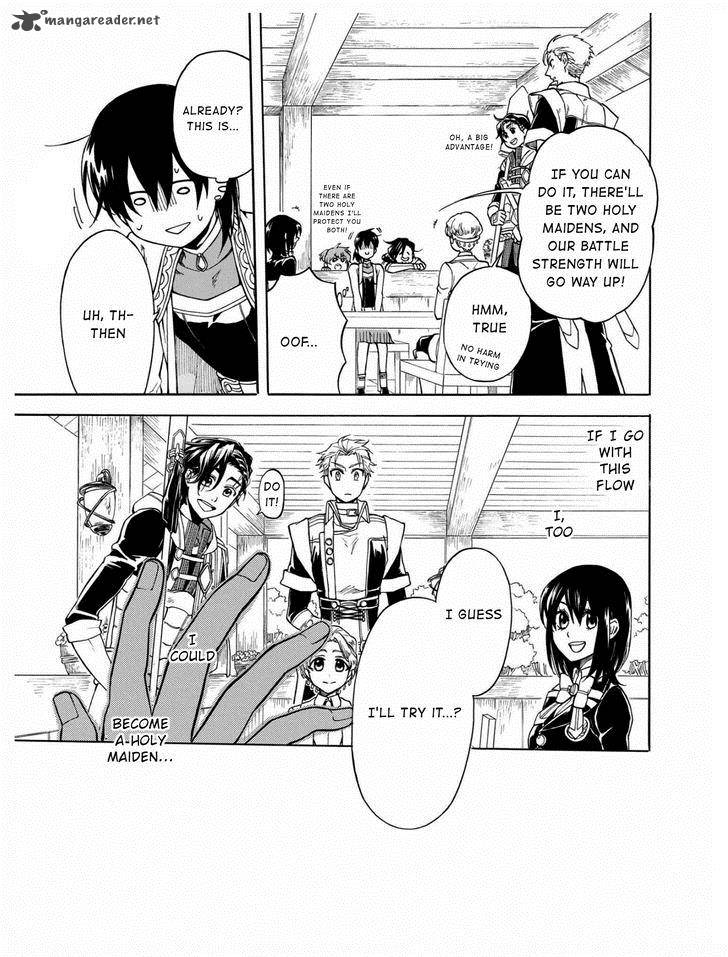 mangareader.net
IF YOU CAN
DO IT, THERE'LL
BE TWO HOLY
MAIDENS, AND
OUR BATTLE
STRENGTH WILL
GO WAY UP!
OH, A BIG
ADVANTAGE!
HMM,
TRUE
NO HARM
IN TRYING
EVEN IF
THERE ARE
TWO HOLY
MAIDENS I'LL
PROTECT YOU
BOTH!
OOF...
ALREADY?
THIS IS...
UH, TH-
THEN
IF I GO
WITH
THIS
FLOW
I,
TOO
I GUESS
I'LL TRY IT...?
DO
IT!
I
COULD
BECOME
A HOLY
MAIDEN...